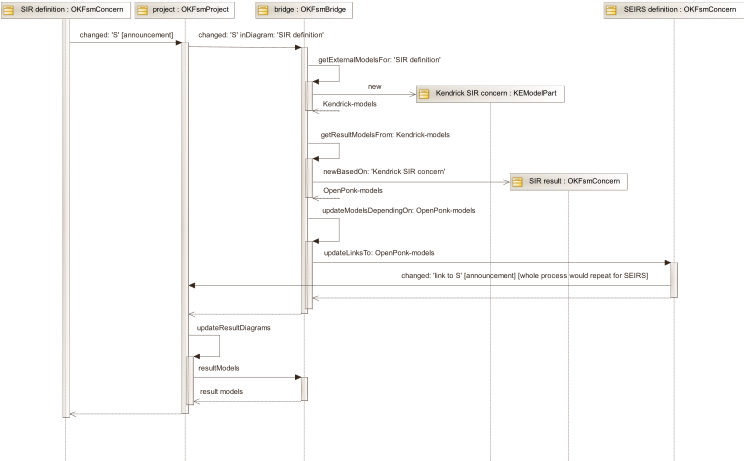 SIR definition : OKFsmConcern
project : OKFsmProject
bridge : OKFsmBridge
SEIRS definition : OKFsmConcern
changed: 'S' [announcement]
changed: 'S' inDiagram: 'SIR definition'
getExternalModelsFor: 'SIR definition'
new
Kendrick SIR concern : KEModelPart
Kendrick-models
getResultModelsFrom: Kendrick-models
newBasedOn: 'Kendrick SIR concern'
SIR result : OKFsmConcern
OpenPonk-models
updateModelsDependingOn: OpenPonk-models
updateLinksTo: OpenPonk-models
changed: 'link to S' [announcement] [whole process would repeat for SEIRS]
updateResultDiagrams
resultModels
result models